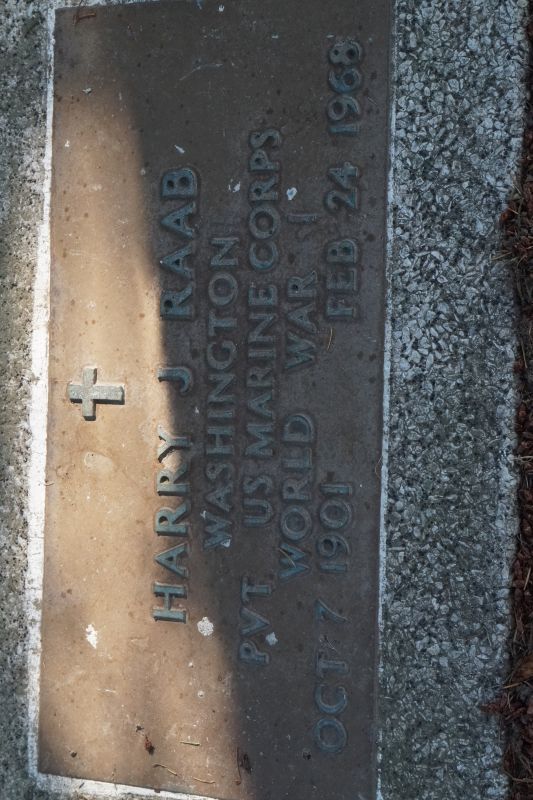 HARRY J RAAB
WASHINGTON
PVT US MARINE CORPS
WORLD WAR I
OCT 7 1901 FEB 24 1968